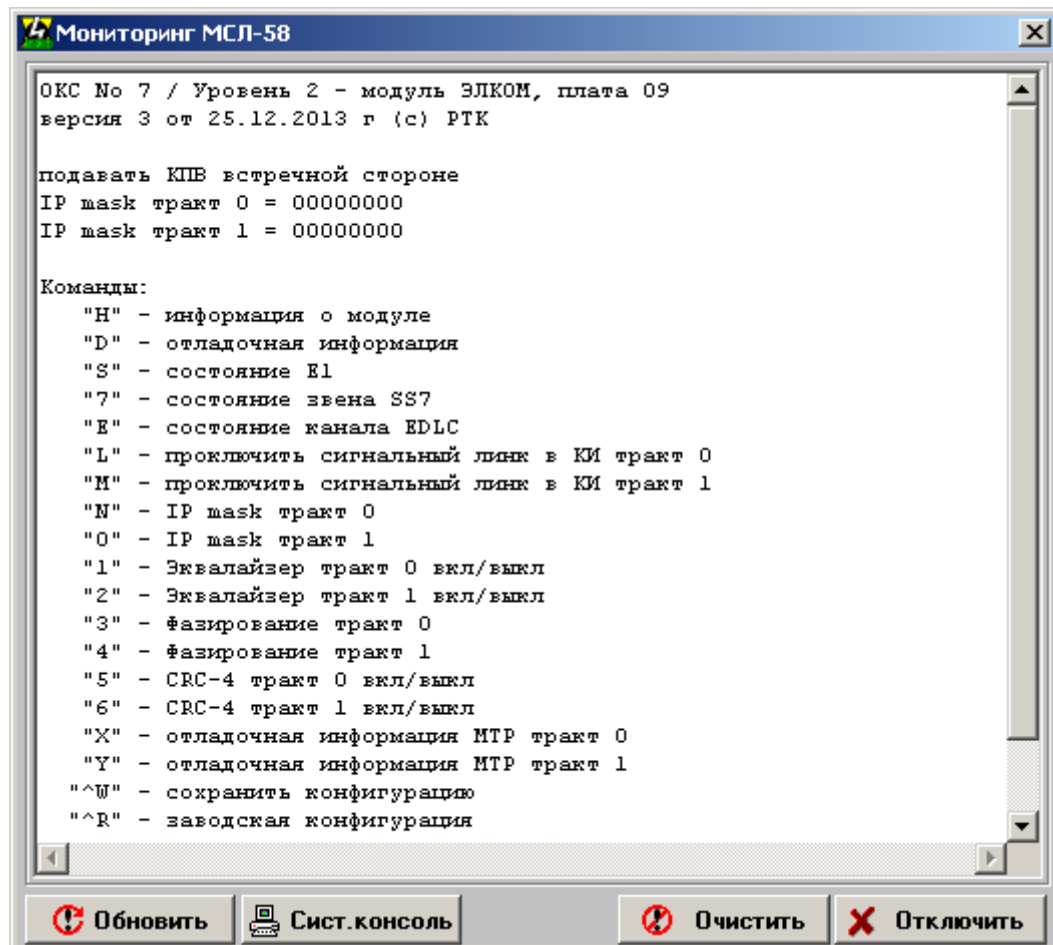 Мониторинг МСЛ-58
ОКС No 7 / Уровень 2 - модуль ЭЛКОМ, плата 09
версия 3 от 25.12.2013 г (c) РТК
подавать КПВ встречной стороне
IP mask тракт 0 = 00000000
IP mask тракт 1 = 00000000
Команды:
"H" - информация о модуле
"D" - отладочная информация
"S" - состояние E1
"7" - состояние звена SS7
"E" - состояние канала EDLC
"L" - проключить сигнальный линк в КИ тракт 0
"M" - проключить сигнальный линк в КИ тракт 1
"N" - IP mask тракт 0
"O" - IP mask тракт 1
"1" - Эквалайзер тракт 0 вкл/выкл
"2" - Эквалайзер тракт 1 вкл/выкл
"3" - Фазирование тракт 0
"4" - Фазирование тракт 1
"5" - CRC-4 тракт 0 вкл/выкл
"6" - CRC-4 тракт 1 вкл/выкл
"X" - отладочная информация MTP тракт 0
"Y" - отладочная информация MTP тракт 1
"^W" - сохранить конфигурацию
"^R" - заводская конфигурация
Обновить Сист.консоль Очистить Отключить